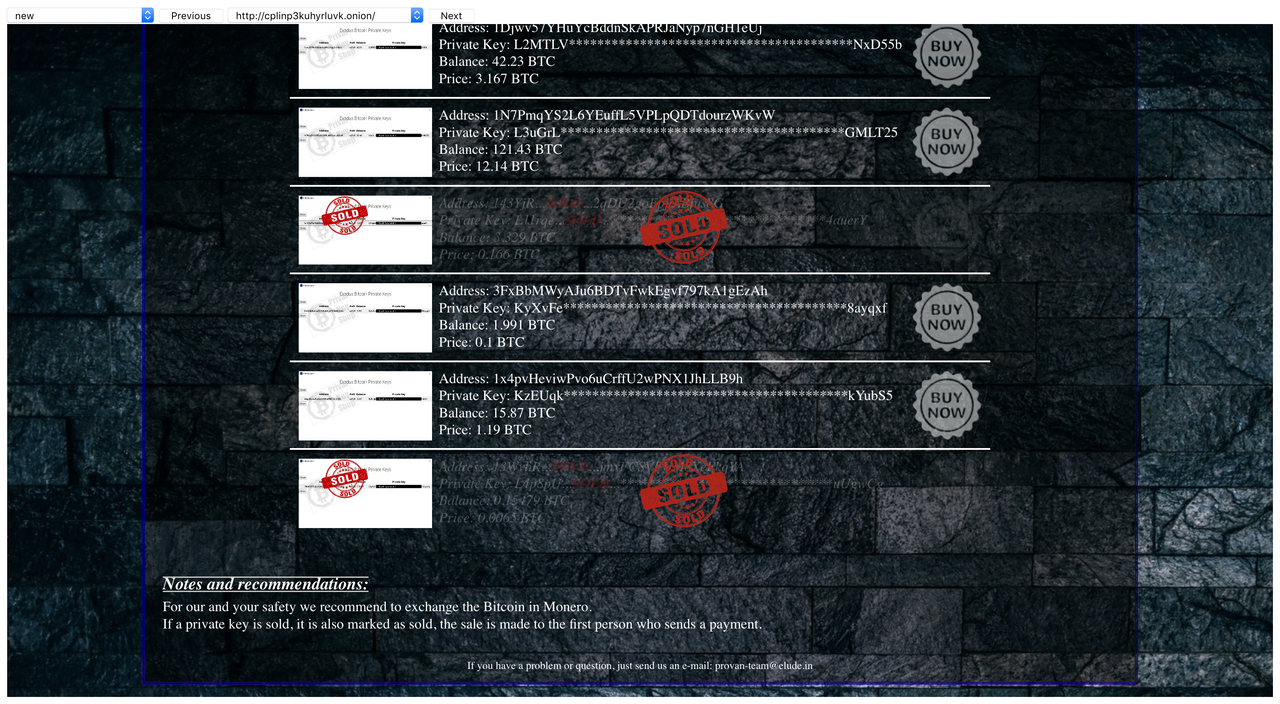 new Previous http://cplinp3kuhyrluvk.onion/ Next
Address: 1Djwv57YHuYcBddnSkAPRJaNyp7nGH1eUj
Private Key: L2MTLV****************************************NxD55b
Balance: 42.23 BTC
Price: 3.167 BTC
BUY NOW
Address: 1N7PmqYS2L6YEuffL5VPLpQDTdourzWKvW
Private Key: L3uGrL****************************************GMLT25
Balance: 121.43 BTC
Price: 12.14 BTC
BUY NOW
Private Key:
Balance: 3.329 BTC
Price: 0.166 BTC
SOLD
SOLD
SOLD
Address: 3FxBbMWyAJu6BDTvFwkEgvf797kA1gEzAh
Private Key: KyXvFe****************************************8ayqxf
Balance: 1.991 BTC
Price: 0.1 BTC
BUY NOW
Address: 1x4pvHeviwPvo6uCrffU2wPNX1JhLLB9h
Private Key: KzEUqk****************************************kYubS5
Balance: 15.87 BTC
Price: 1.19 BTC
BUY NOW
Private Key:
Balance: 0.15479 BTC
Price: 0.0065 BTC
SOLD
SOLD
SOLD
Notes and recommendations:
For our and your safety we recommend to exchange the Bitcoin in Monero.
If a private key is sold, it is also marked as sold, the sale is made to the first person who sends a payment.
If you have a problem or question, just send us an e-mail: provan-team@elude.in